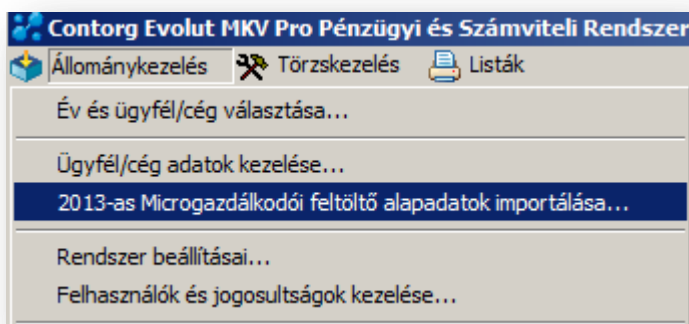 Contorg Evolut MKV Pro Pénzügyi és Számviteli Rendszer
Állománykezelés Törzskezelés Listák
Év és ügyfél/cég választása...
Ügyfél/cég adatok kezelése...
2013-as Microgazdálkodói feltöltő alapadatok importálása...
Rendszer beállításai...
Felhasználók és jogosultságok kezelése...